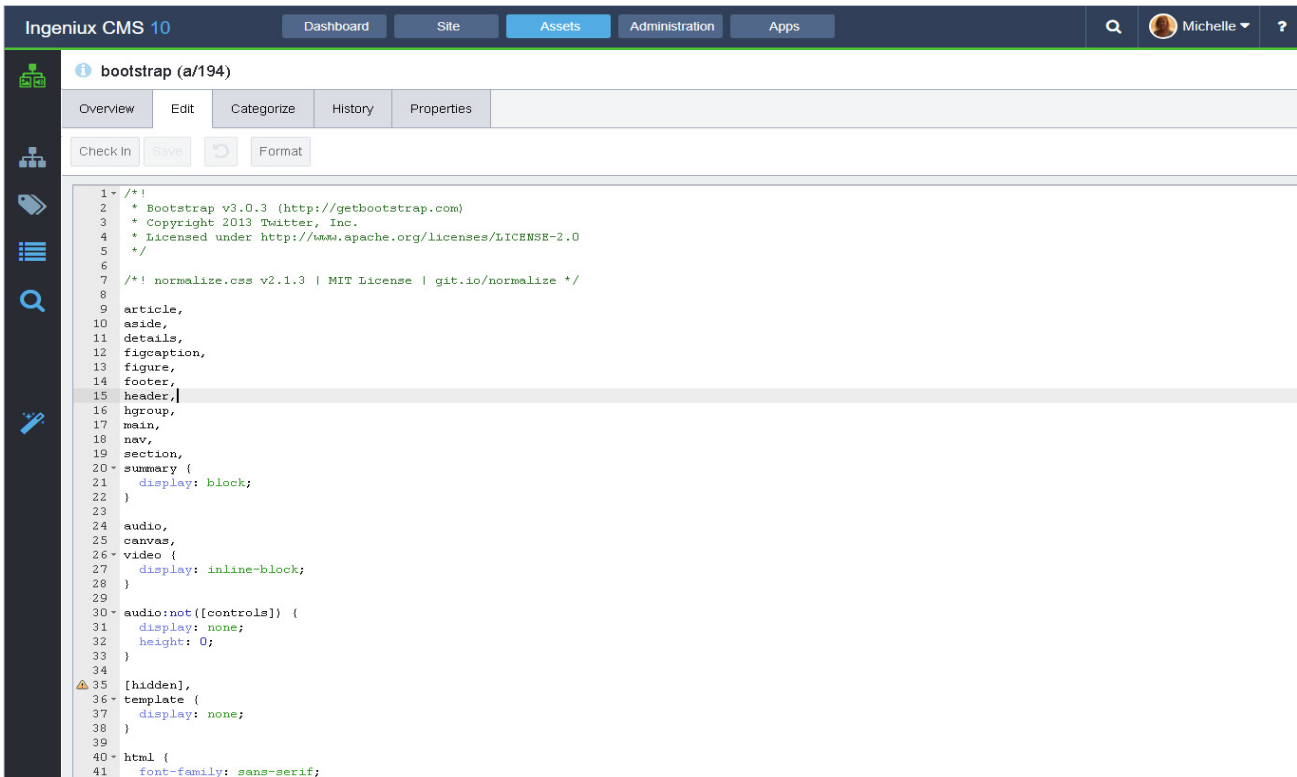 Ingeniux CMS 10 Dashboard Site Assets Administration Apps Michelle ?
bootstrap (a/194)
Overview Edit Categorize History Properties
Check In Save Format
1 /*!
2 * Bootstrap v3.0.3 (http://getbootstrap.com)
3 * Copyright 2013 Twitter, Inc.
4 * Licensed under http://www.apache.org/licenses/LICENSE-2.0
5 */
6
7 /*! normalize.css v2.1.3 | MIT License | git.io/normalize */
8
9 article,
10 aside,
11 details,
12 figcaption,
13 figure,
14 footer,
15 header,
16 hgroup,
17 main,
18 nav,
19 section,
20 summary {
21 display: block;
22 }
23
24 audio,
25 canvas,
26 video {
27 display: inline-block;
28 }
29
30 audio:not([controls]) {
31 display: none;
32 height: 0;
33 }
34
35 [hidden],
36 template {
37 display: none;
38 }
39
40 html {
41 font-family: sans-serif;